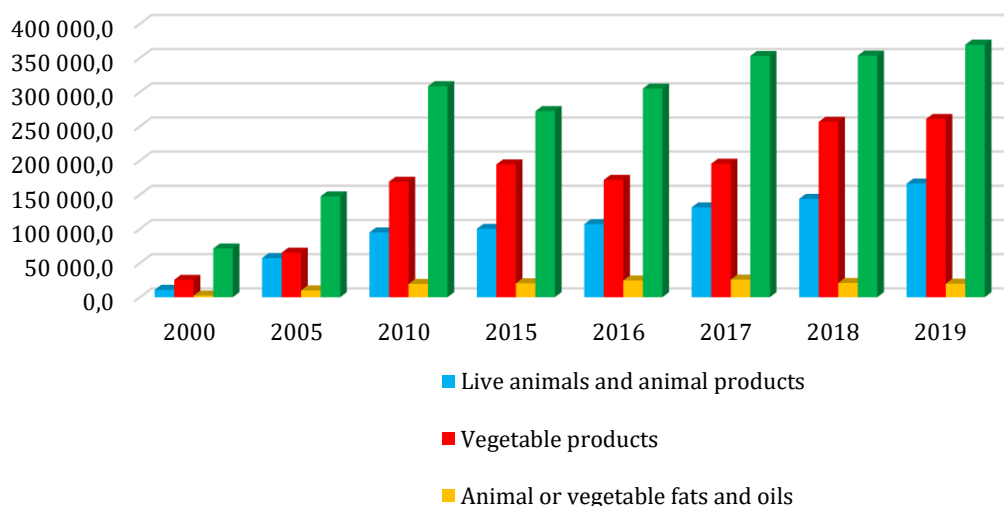 400 000,0
350 000,0
300 000,0
250 000,0
200 000,0
150 000,0
100 000,0
50 000,0
0,0
2000 2005 2010 2015 2016 2017 2018 2019
Live animals and animal products
Vegetable products
Animal or vegetable fats and oils